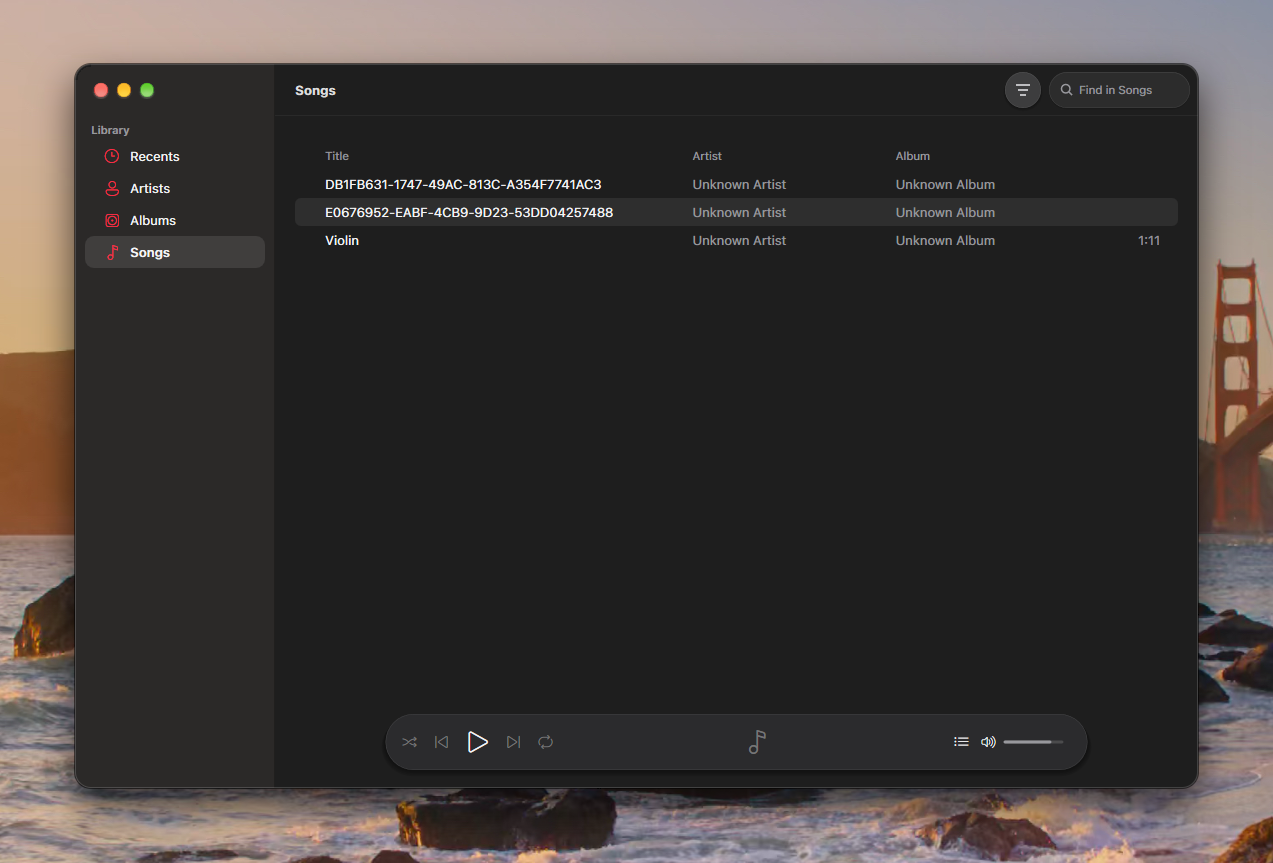 Songs
Find in Songs
Library
Recents
Artists
Albums
Songs
Title Artist Album
DB1FB631-1747-49AC-813C-A354F7741AC3 Unknown Artist Unknown Album
E0676952-EABF-4CB9-9D23-53DD04257488 Unknown Artist Unknown Album
Violin Unknown Artist Unknown Album 1:11